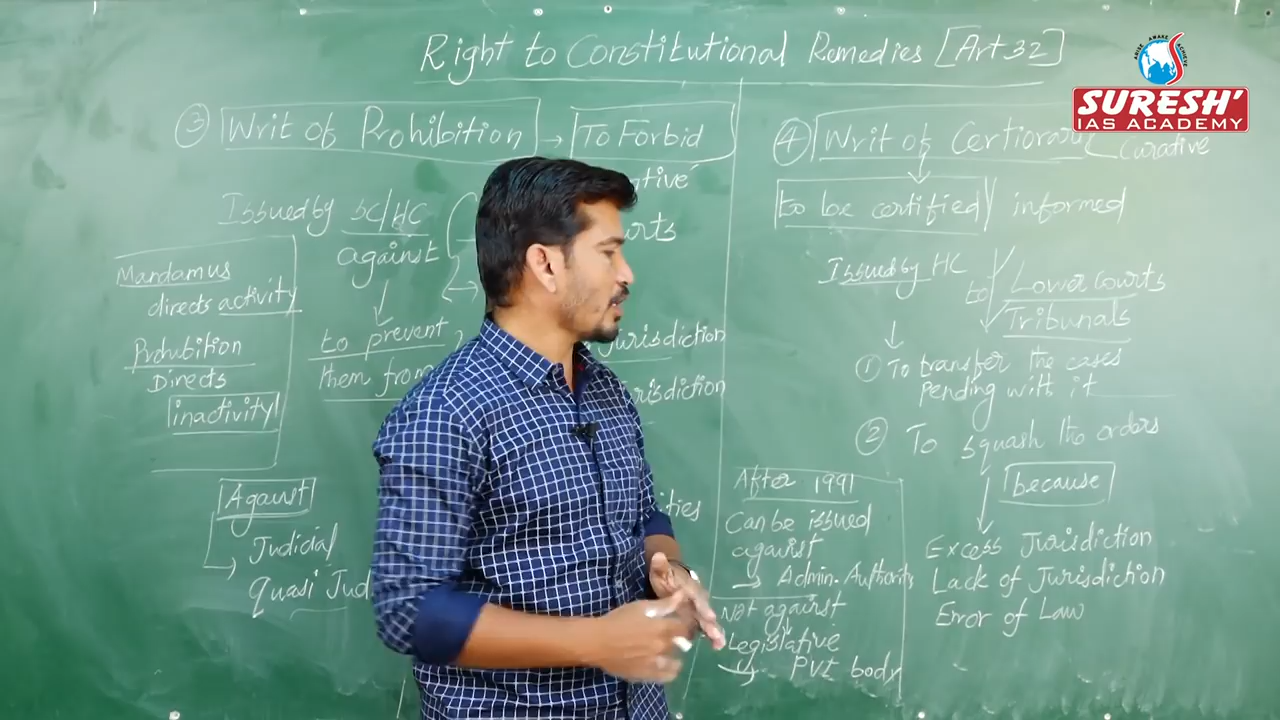 Right to Constitutional Remedies [Art 32]
③ Writ of Prohibition → To Forbid
Issued by SC/HC
against
to prevent
them from
Jurisdiction
Mandamus
directs activity
Prohibition
Directs
inactivity
Against
Judicial
④ Writ of
Curative
to be certified / informed
Issued by HC to Lower courts
Tribunals
① To transfer the cases
pending with it
② To squash the orders
because
Excess Jurisdiction
Lack of Jurisdiction
Error of Law
After 1991
Can be issued
against
→ Admin. Authority
Not against
Legislative
→ Pvt body
ARISE AWAKE ACHIEVE
SURESH'
IAS ACADEMY